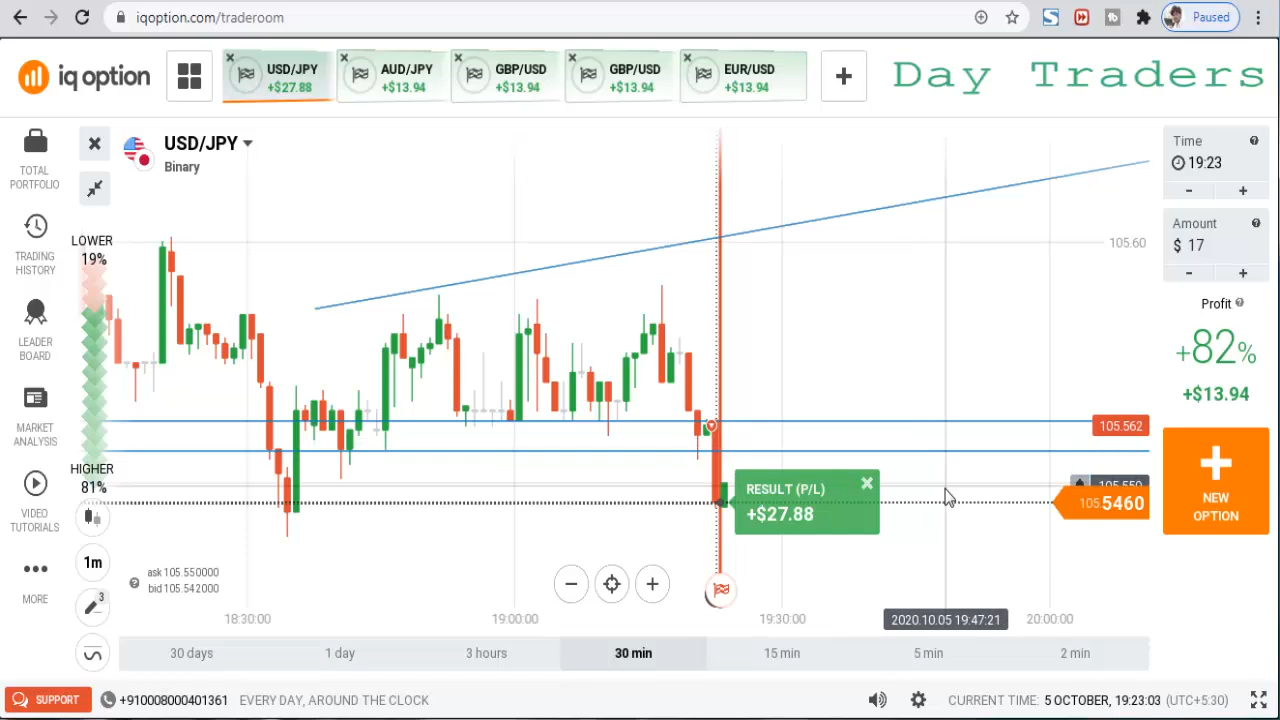 iqoption.com/traderoom
Paused
iq option
USD/JPY
+$27.88
AUD/JPY
+$13.94
GBP/USD
+$13.94
GBP/USD
+$13.94
EUR/USD
+$13.94
Day Traders
TOTAL
PORTFOLIO
TRADING
HISTORY
LEADER
BOARD
MARKET
ANALYSIS
VIDEO
TUTORIALS
MORE
USD/JPY
Binary
LOWER
19%
HIGHER
81%
1m
3
ask 105.550000
bid 105.542000
105.60
105.562
105.550
105.5460
RESULT (P/L)
+$27.88
18:30:00
19:00:00
19:30:00
2020.10.05 19:47:21
20:00:00
30 days
1 day
3 hours
30 min
15 min
5 min
2 min
Time
19:23
- +
Amount
$ 17
- +
Profit
+82%
+$13.94
NEW
OPTION
SUPPORT
+910008000401361
EVERY DAY, AROUND THE CLOCK
CURRENT TIME: 5 OCTOBER, 19:23:03 (UTC+5:30)